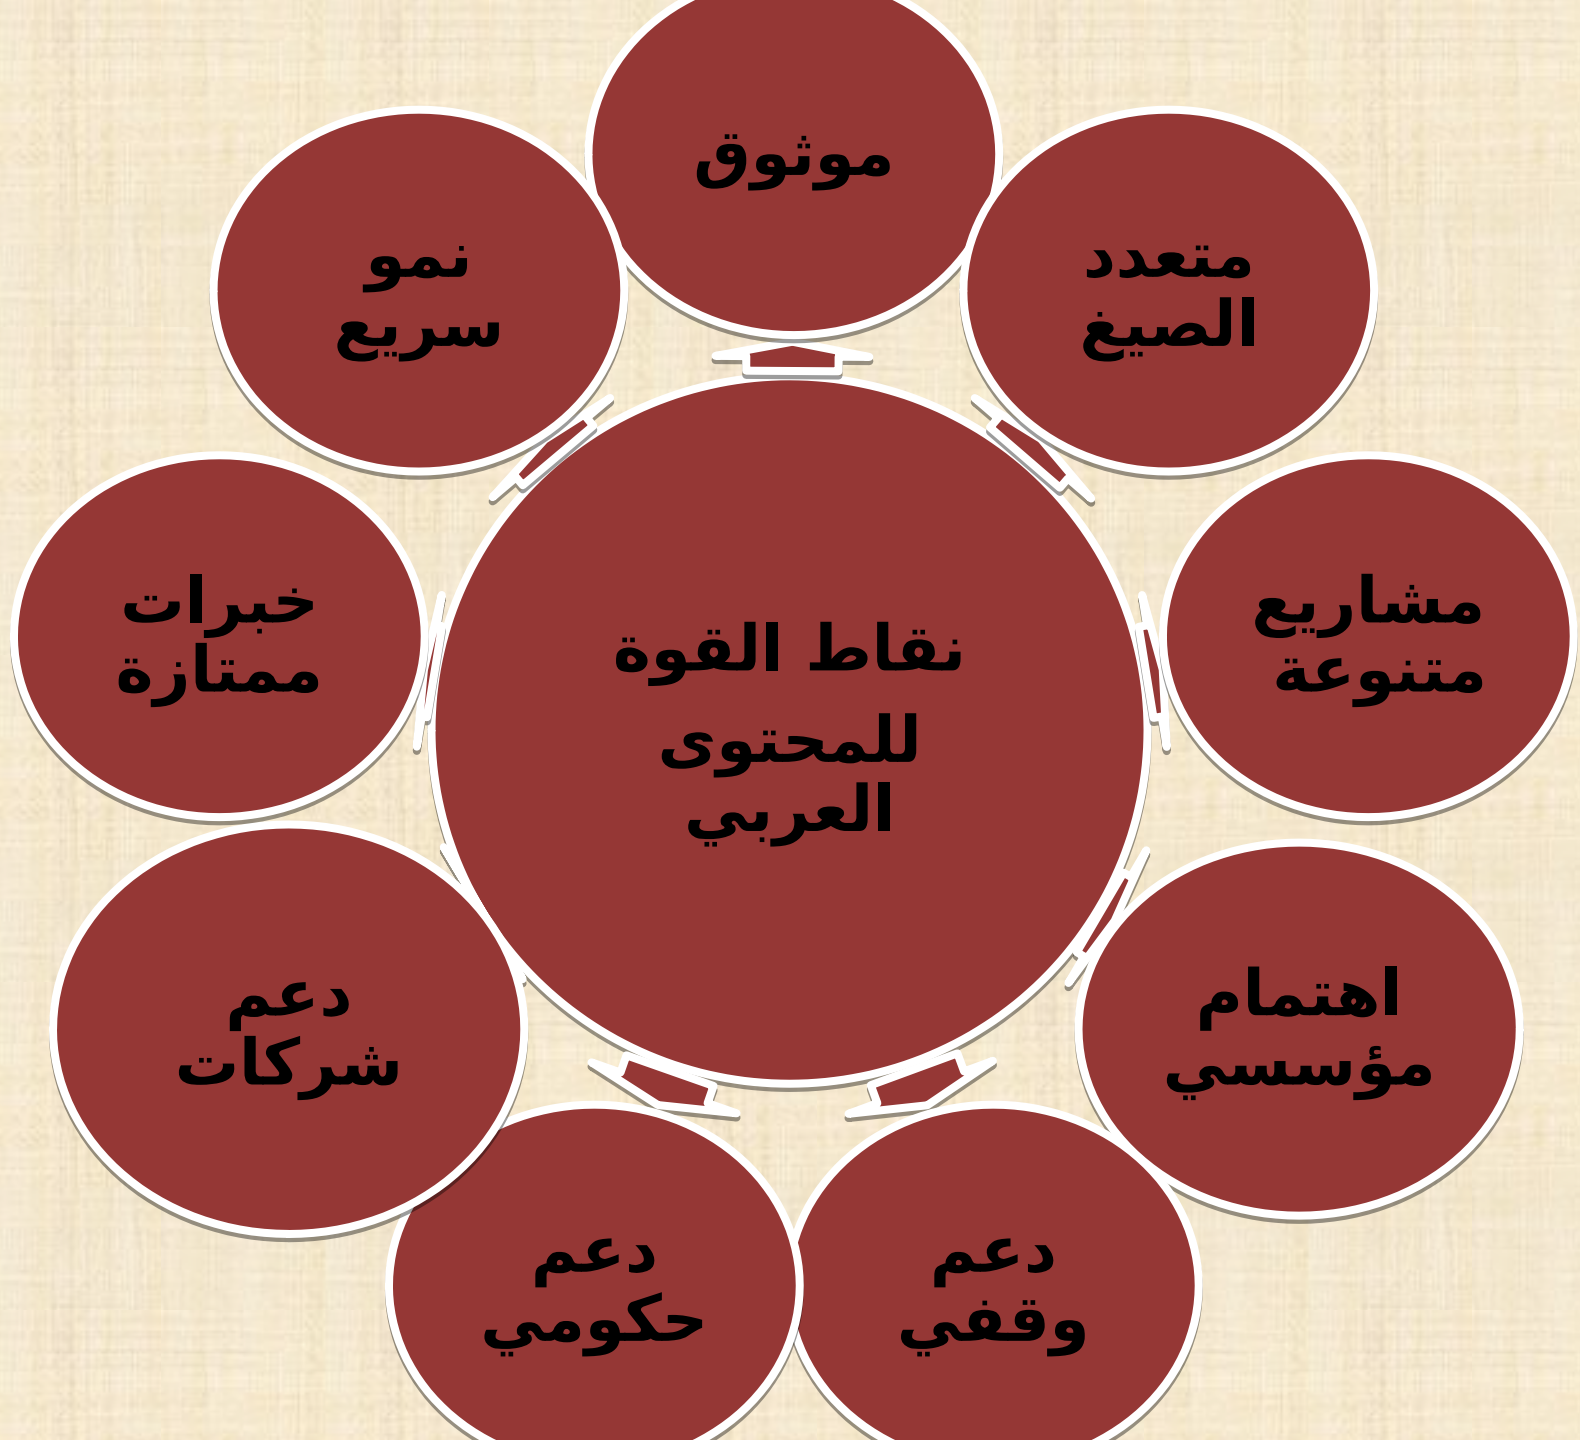 موثوق
متعدد
الصيغ
مشاريع
متنوعة
اهتمام
مؤسسي
دعم
وقفي
دعم
حكومي
دعم
شركات
خبرات
ممتازة
نمو
سريع
نقاط القوة
للمحتوى
العربي